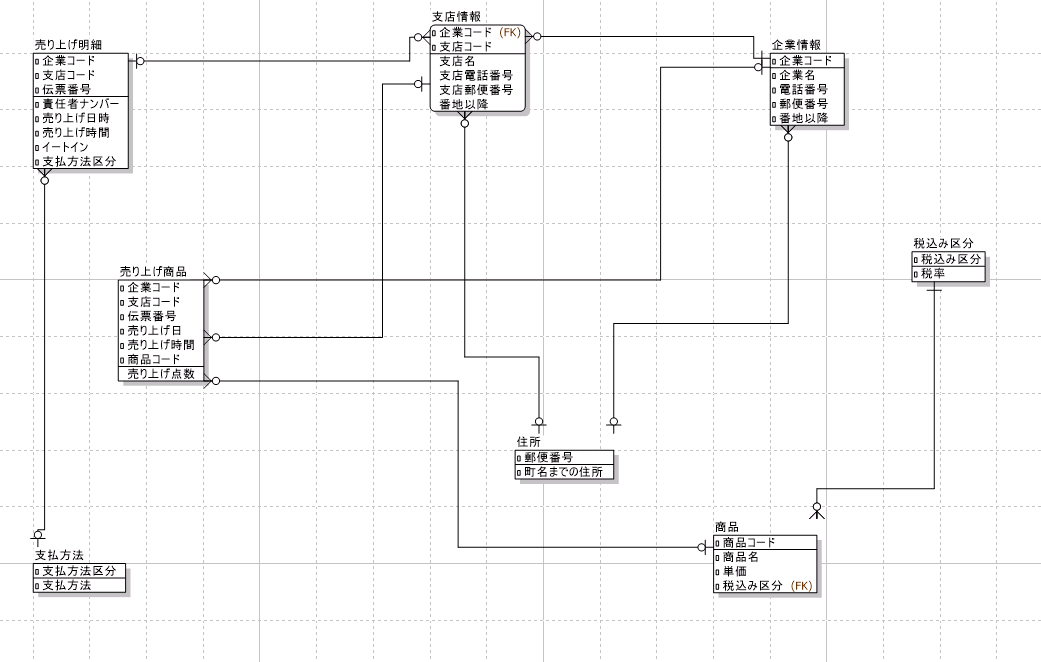 支店情報
企業コード (FK)
支店コード
支店名
支店電話番号
支店郵便番号
番地以降
売り上げ明細
企業コード
支店コード
伝票番号
責任者ナンバー
売り上げ日時
売り上げ時間
イートイン
支払方法区分
企業情報
企業コード
企業名
電話番号
郵便番号
番地以降
税込み区分
税込み区分
税率
売り上げ商品
企業コード
支店コード
伝票番号
売り上げ日
売り上げ時間
商品コード
売り上げ点数
住所
郵便番号
町名までの住所
商品
商品コード
商品名
単価
税込み区分 (FK)
支払方法
支払方法区分
支払方法